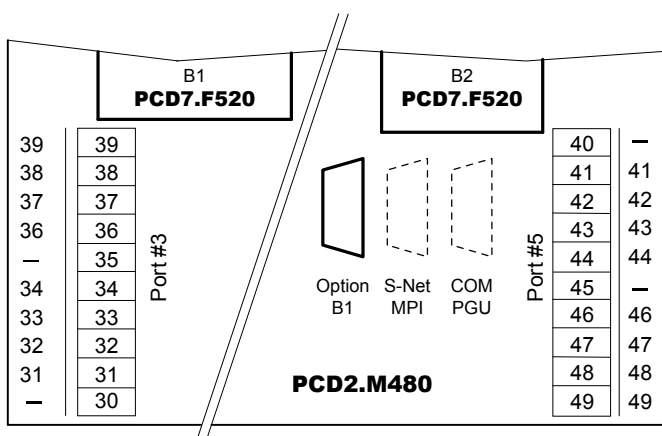 B1
PCD7.F520
B2
PCD7.F520
39 39
38 38
37 37
36 36
– 35
34 34
33 33
32 32
31 31
– 30
Port #3
Option
B1
S-Net
MPI
COM
PGU
PCD2.M480
Port #5
40 –
41 41
42 42
43 43
44 44
45 –
46 46
47 47
48 48
49 49